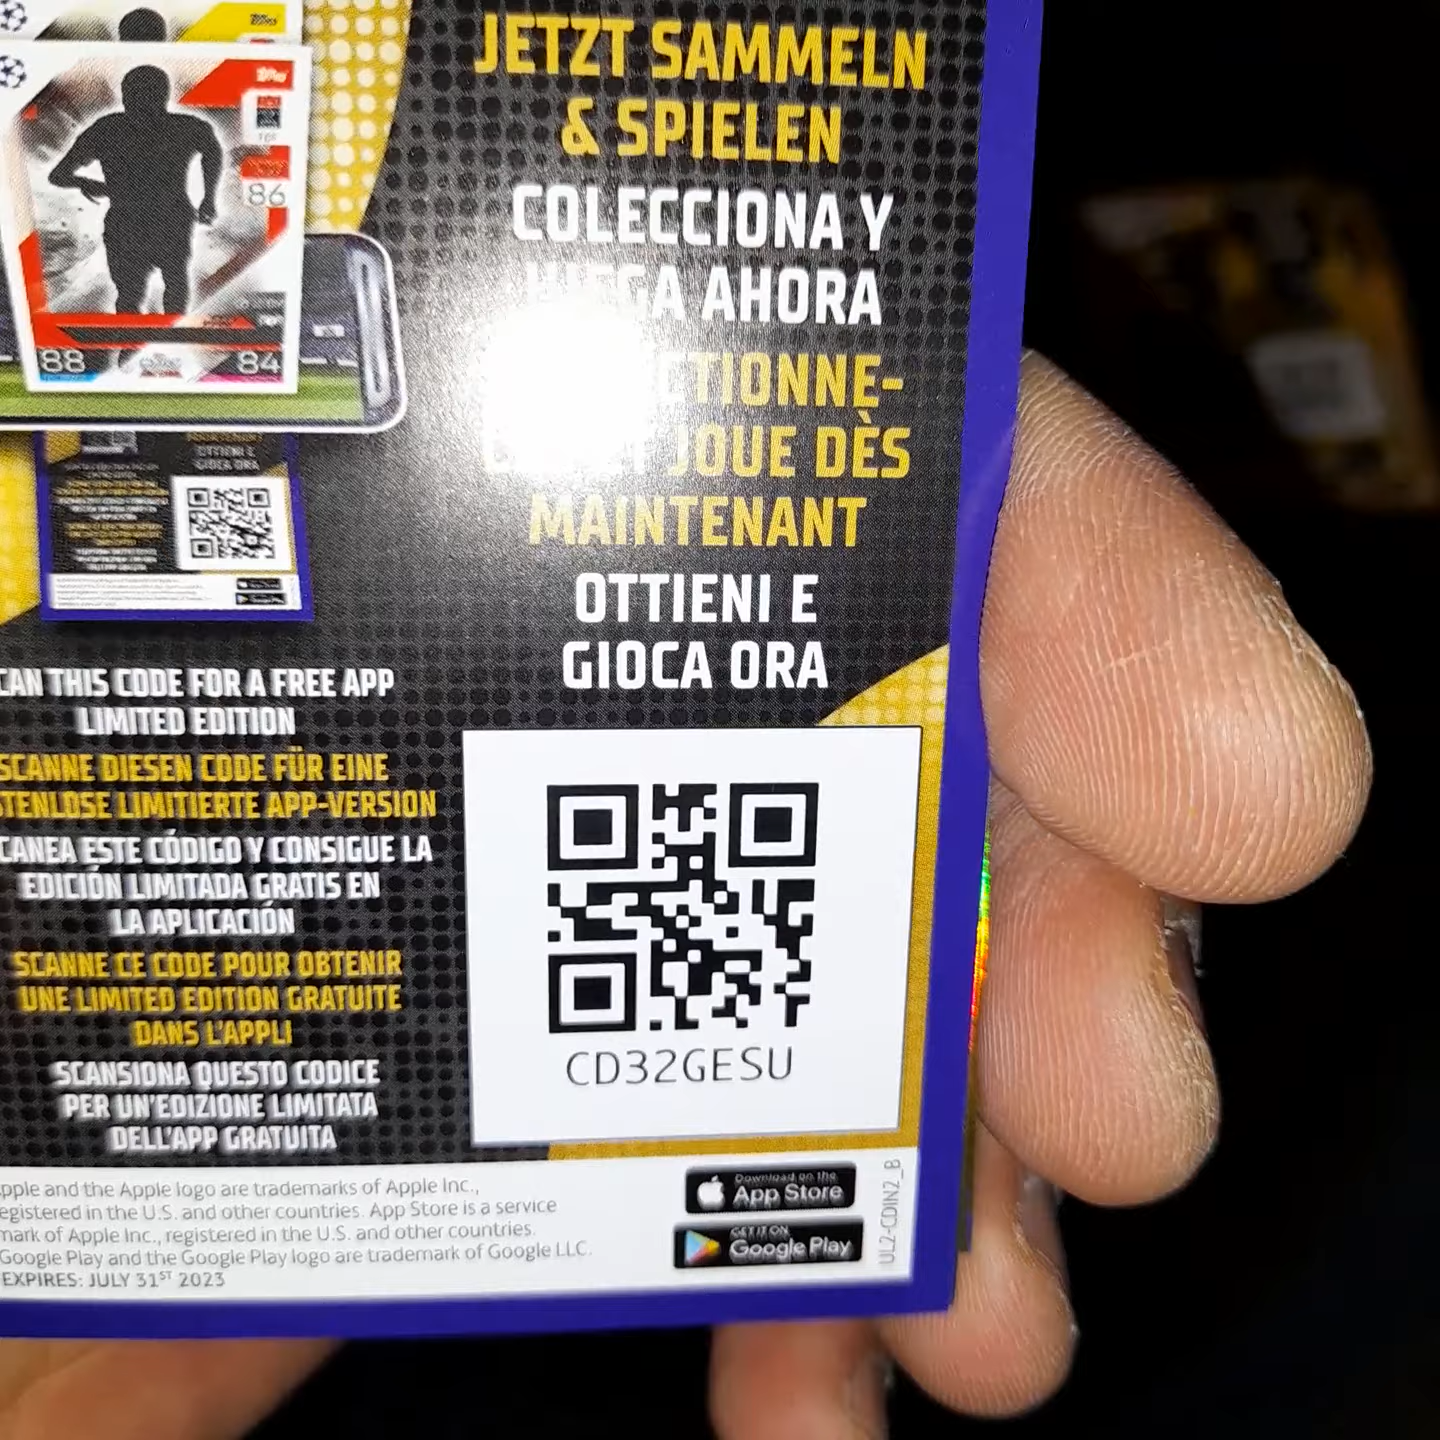 JETZT SAMMELN
& SPIELEN
COLECCIONA Y
AHORA
JOUE DÈS
MAINTENANT
OTTIENI E
GIOCA ORA
86
88
84
OTTIENI E
GIOCA ORA
THIS CODE FOR A FREE APP
LIMITED EDITION
SCANNE DIESEN CODE FÜR EINE
LIMITIERTE APP-VERSION
ESTE CÓDIGO Y CONSIGUE LA
EDICIÓN LIMITADA GRATIS EN
LA APLICACIÓN
SCANNE CE CODE POUR OBTENIR
UNE LIMITED EDITION GRATUITE
DANS L'APPLI
SCANSIONA QUESTO CODICE
PER UN'EDIZIONE LIMITATA
DELL'APP GRATUITA
CD32GESU
and the Apple logo are trademarks of Apple Inc.,
in the U.S. and other countries. App Store is a service
of Apple Inc., registered in the U.S. and other countries.
Google Play and the Google Play logo are trademark of Google LLC.
EXPIRES: JULY 31ST 2023
Download on the
App Store
GET IT ON
Google Play
UL2-CDIN2_B